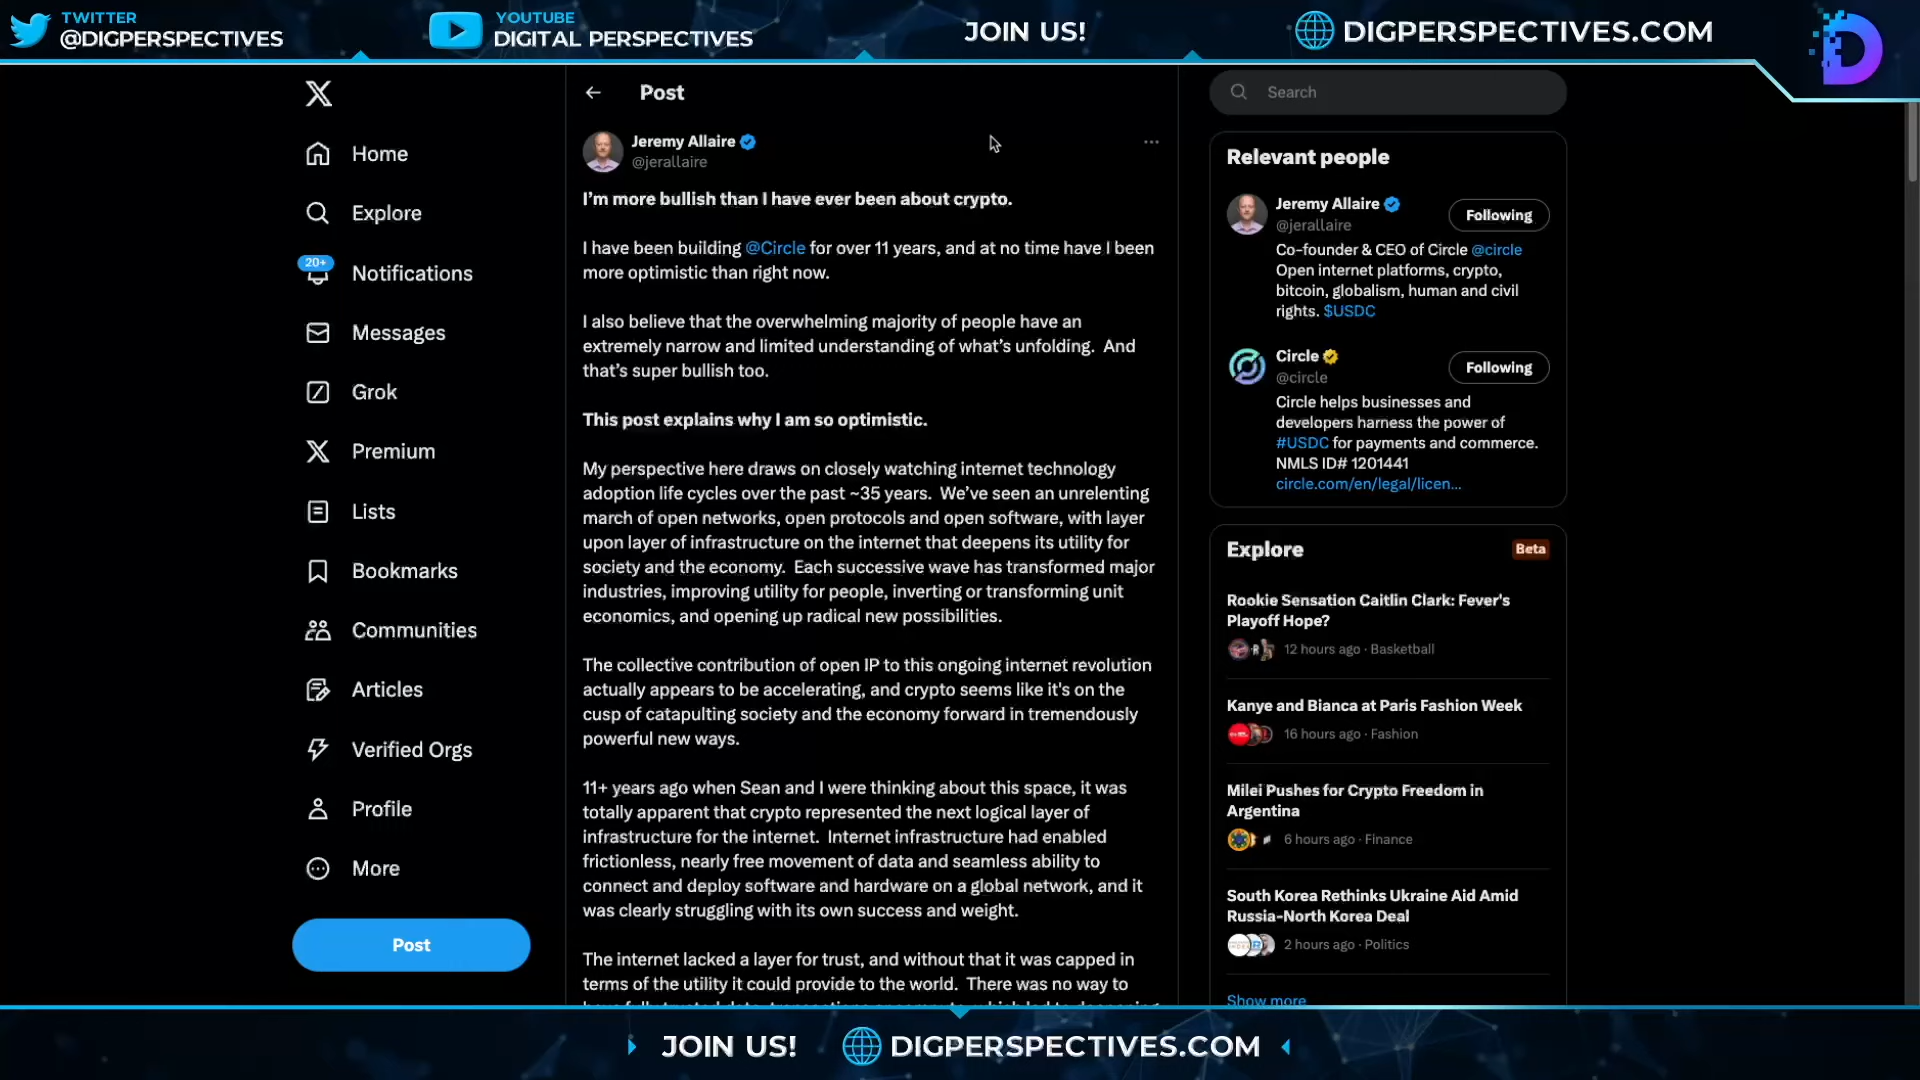 TWITTER
@DIGPERSPECTIVES
YOUTUBE
DIGITAL PERSPECTIVES
JOIN US!
DIGPERSPECTIVES.COM
Home
Explore
20+
Notifications
Messages
Grok
Premium
Lists
Bookmarks
Communities
Articles
Verified Orgs
Profile
More
Post
Post
Jeremy Allaire
@jerallaire
I’m more bullish than I have ever been about crypto.
I have been building @Circle for over 11 years, and at no time have I been
more optimistic than right now.
I also believe that the overwhelming majority of people have an
extremely narrow and limited understanding of what’s unfolding.  And
that’s super bullish too.
This post explains why I am so optimistic.
My perspective here draws on closely watching internet technology
adoption life cycles over the past ~35 years.  We’ve seen an unrelenting
march of open networks, open protocols and open software, with layer
upon layer of infrastructure on the internet that deepens its utility for
society and the economy.  Each successive wave has transformed major
industries, improving utility for people, inverting or transforming unit
economics, and opening up radical new possibilities.
The collective contribution of open IP to this ongoing internet revolution
actually appears to be accelerating, and crypto seems like it's on the
cusp of catapulting society and the economy forward in tremendously
powerful new ways.
11+ years ago when Sean and I were thinking about this space, it was
totally apparent that crypto represented the next logical layer of
infrastructure for the internet.  Internet infrastructure had enabled
frictionless, nearly free movement of data and seamless ability to
connect and deploy software and hardware on a global network, and it
was clearly struggling with its own success and weight.
The internet lacked a layer for trust, and without that it was capped in
terms of the utility it could provide to the world.  There was no way to
Search
Relevant people
Jeremy Allaire
@jerallaire
Following
Co-founder & CEO of Circle @circle
Open internet platforms, crypto,
bitcoin, globalism, human and civil
rights. $USDC
Circle
@circle
Following
Circle helps businesses and
developers harness the power of
#USDC for payments and commerce.
NMLS ID# 1201441
circle.com/en/legal/licen...
Explore
Beta
Rookie Sensation Caitlin Clark: Fever's
Playoff Hope?
12 hours ago · Basketball
Kanye and Bianca at Paris Fashion Week
16 hours ago · Fashion
Milei Pushes for Crypto Freedom in
Argentina
6 hours ago · Finance
South Korea Rethinks Ukraine Aid Amid
Russia-North Korea Deal
2 hours ago · Politics
Show more
JOIN US!
DIGPERSPECTIVES.COM